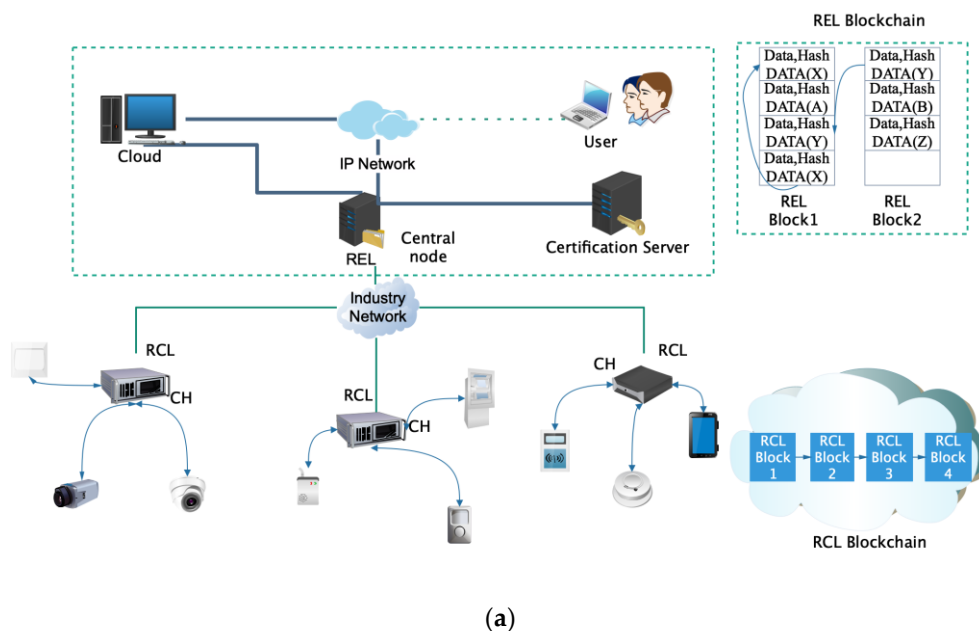 REL Blockchain
Data,Hash
DATA(X)
Data,Hash
DATA(A)
Data,Hash
DATA(Y)
Data,Hash
DATA(X)
REL
Block1
Data,Hash
DATA(Y)
Data,Hash
DATA(B)
Data,Hash
DATA(Z)
REL
Block2
Cloud
IP Network
User
REL
Central
node
Certification Server
Industry
Network
RCL
CH
RCL
CH
CH
RCL
RCL
Block
1
RCL
Block
2
RCL
Block
3
RCL
Block
4
RCL Blockchain
(a)